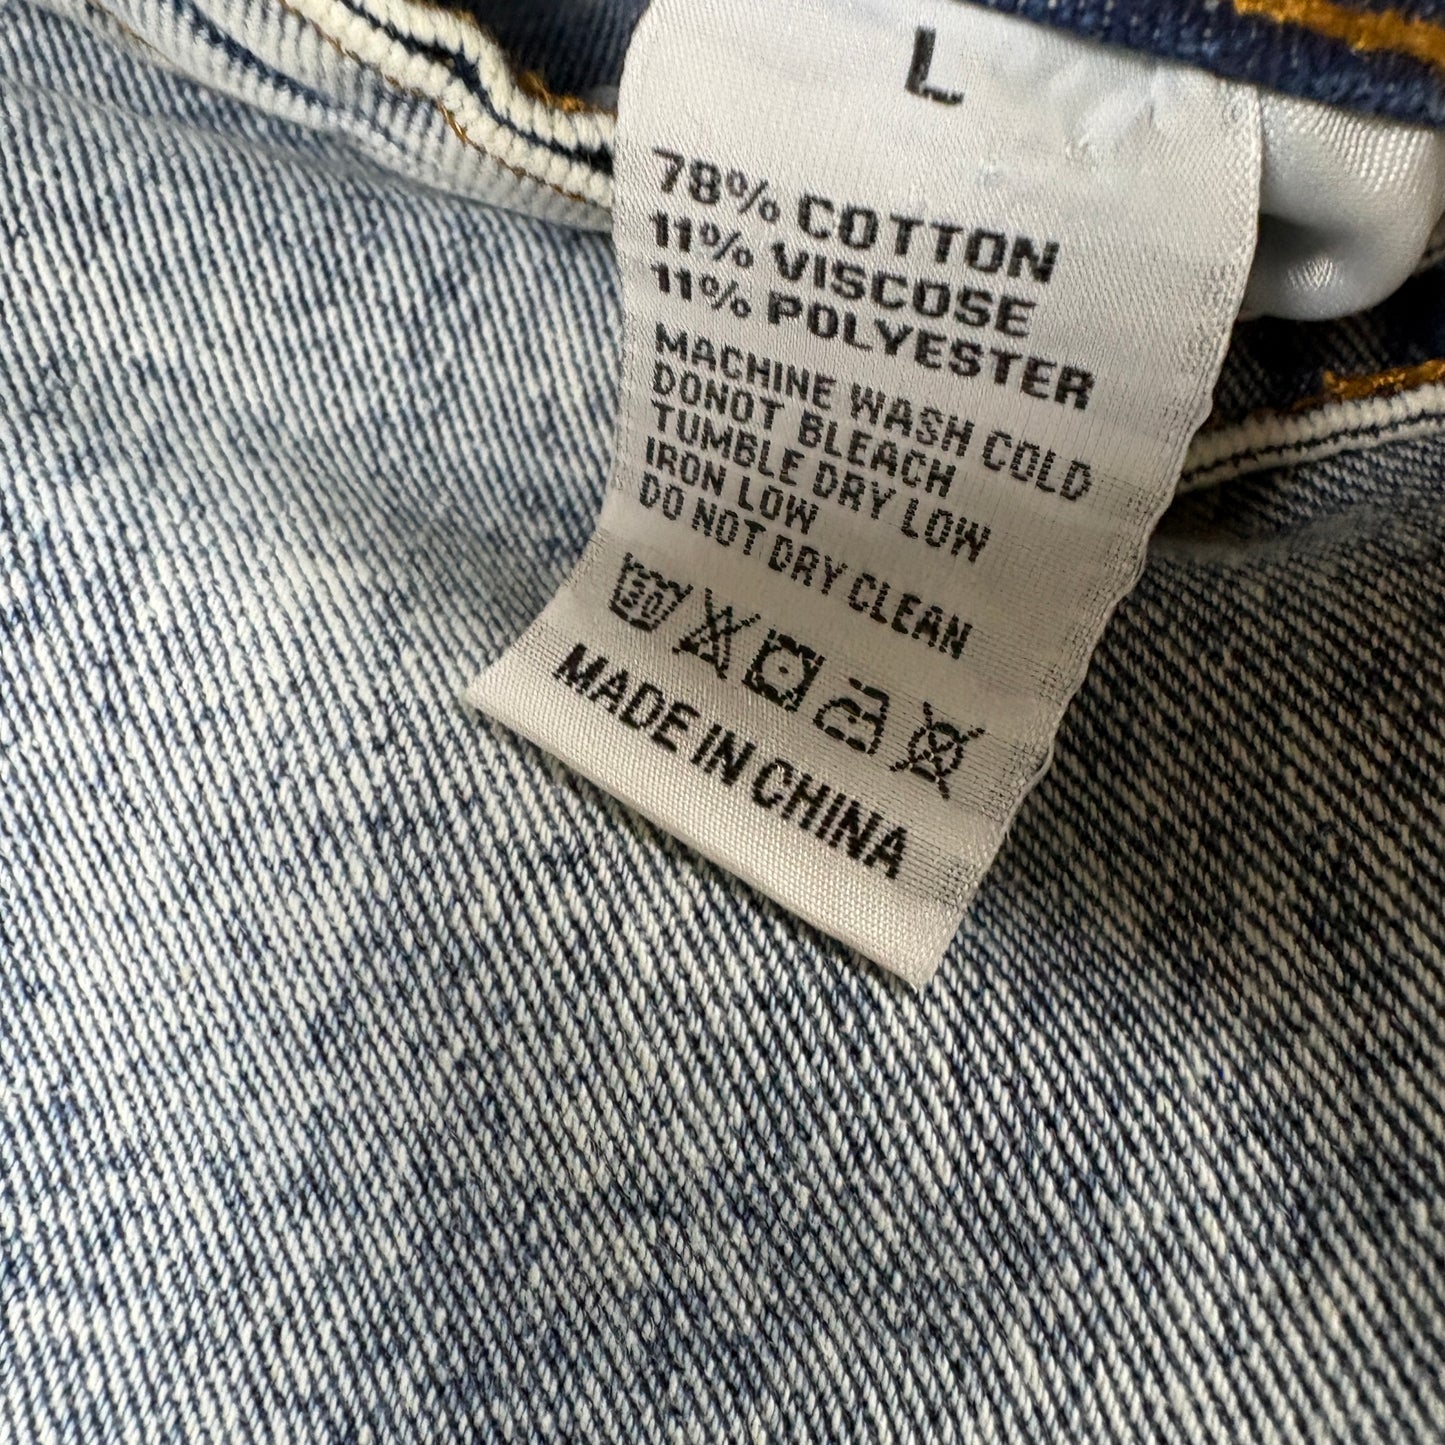 L
78% COTTON
11% VISCOSE
11% POLYESTER
MACHINE WASH COLD
DONOT BLEACH
TUMBLE DRY LOW
IRON LOW
DO NOT DRY CLEAN
30
MADE IN CHINA